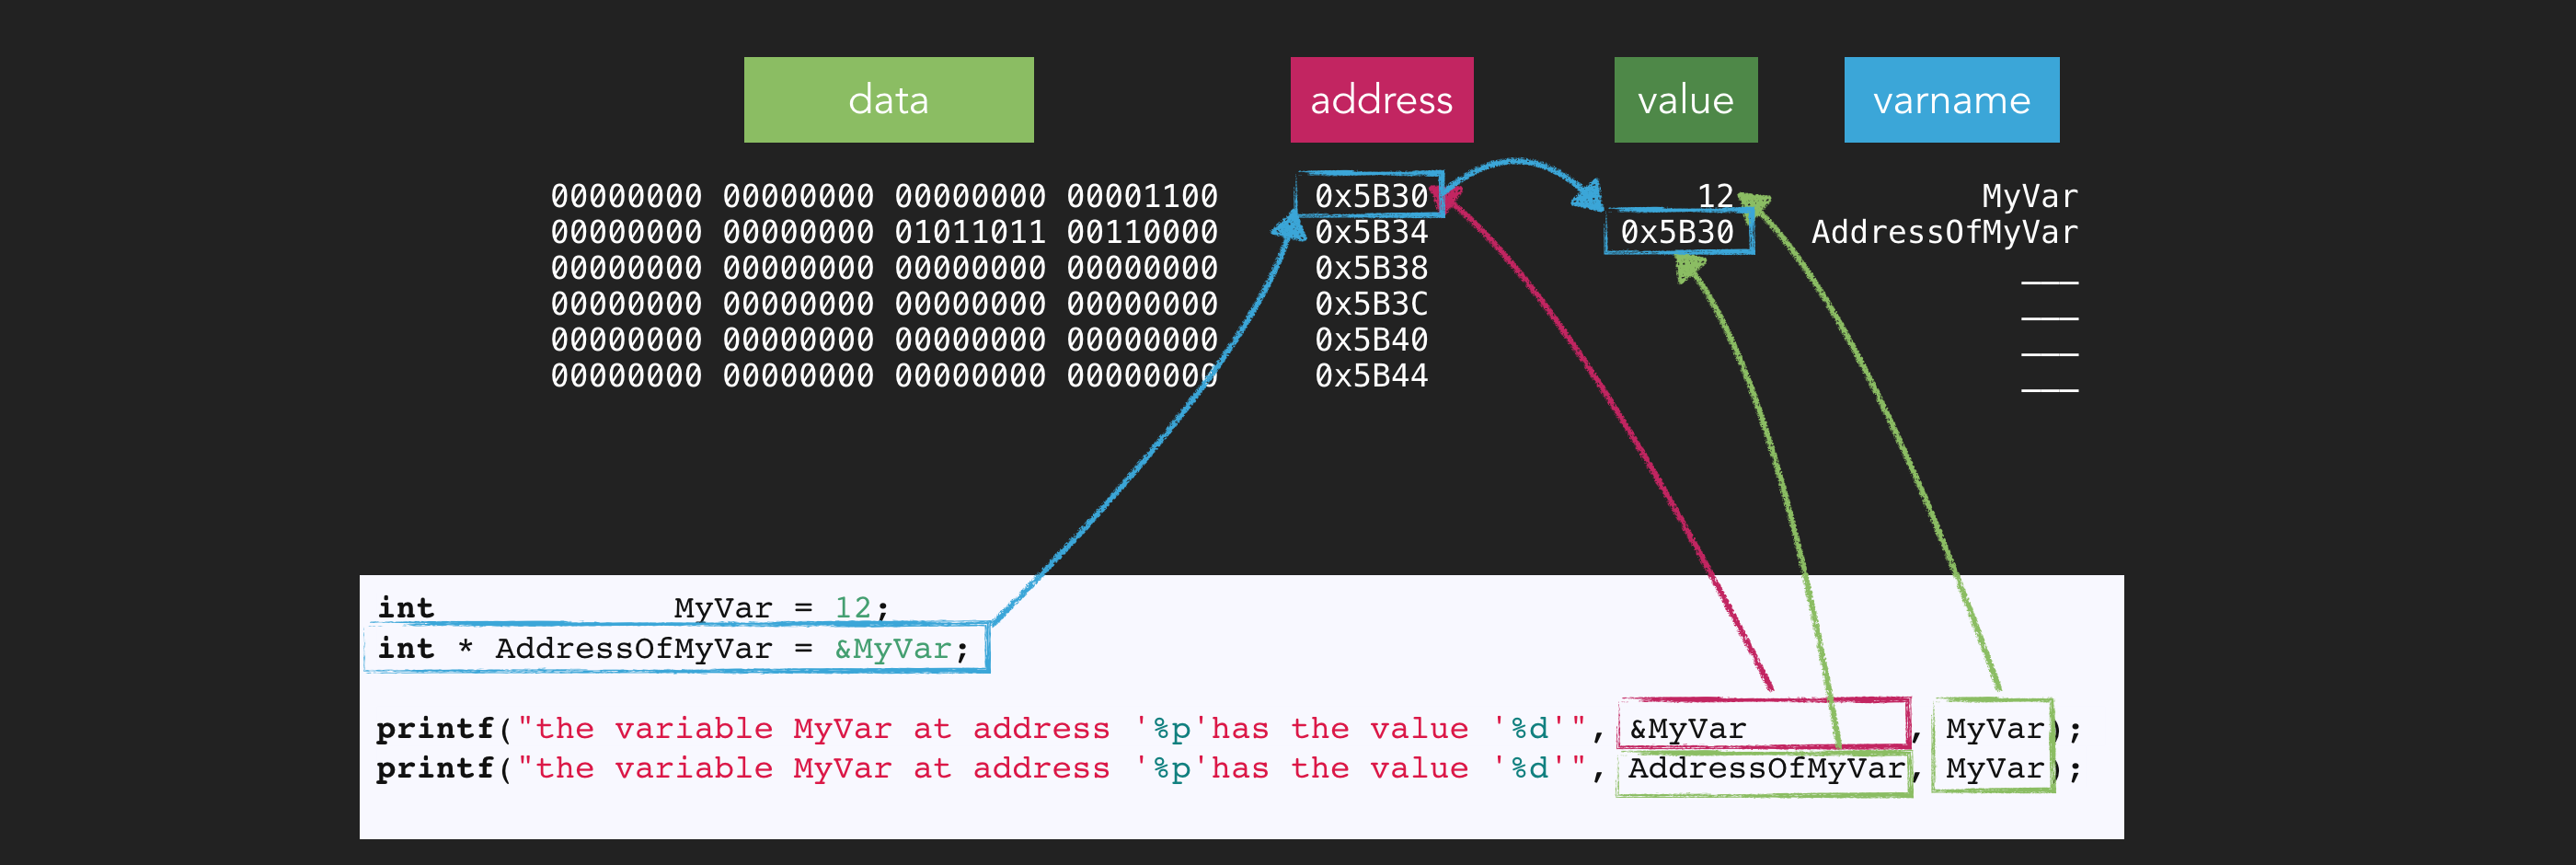 data address value varname
00000000 00000000 00000000 00001100 0x5B30 12 MyVar
00000000 00000000 01011011 00110000 0x5B34 0x5B30 AddressOfMyVar
00000000 00000000 00000000 00000000 0x5B38 ___
00000000 00000000 00000000 00000000 0x5B3C ___
00000000 00000000 00000000 00000000 0x5B40 ___
00000000 00000000 00000000 00000000 0x5B44 ___
int MyVar = 12;
int * AddressOfMyVar = &MyVar;
printf("the variable MyVar at address '%p'has the value '%d'", &MyVar , MyVar);
printf("the variable MyVar at address '%p'has the value '%d'", AddressOfMyVar, MyVar);